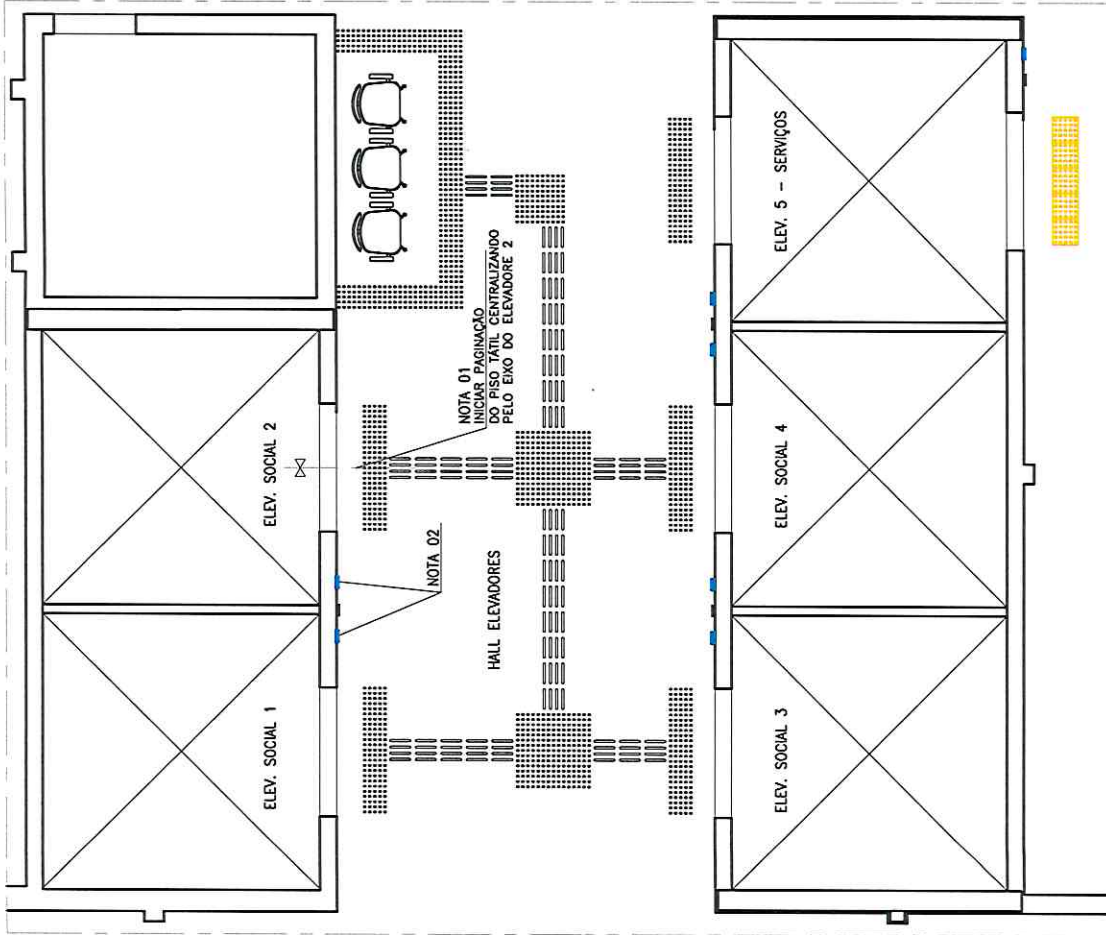 ELEV. SOCIAL 1
ELEV. SOCIAL 2
NOTA 01
INICIAR PAGINAÇÃO
DO PISO TÁTIL CENTRALIZANDO
PELO EIXO DO ELEVADORE 2
NOTA 02
HALL ELEVADORES
ELEV. SOCIAL 3
ELEV. SOCIAL 4
ELEV. 5 - SERVIÇOS